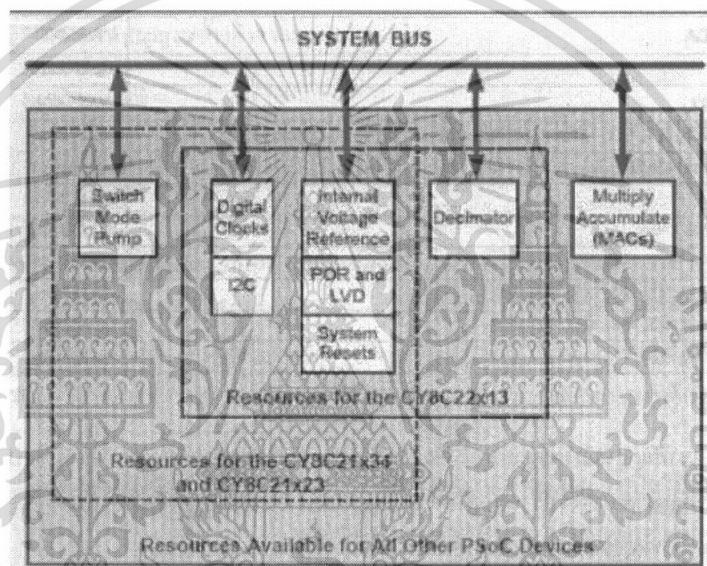 SYSTEM BUS
Switch
Mode
Pump
Digital
Clocks
I2C
Internal
Voltage
Reference
POR and
LVD
System
Resets
Decimator
Multiply
Accumulate
(MACs)
Resources for the CY8C22x13
Resources for the CY8C21x34
and CY8C21x23
Resources Available for All Other PSoC Devices